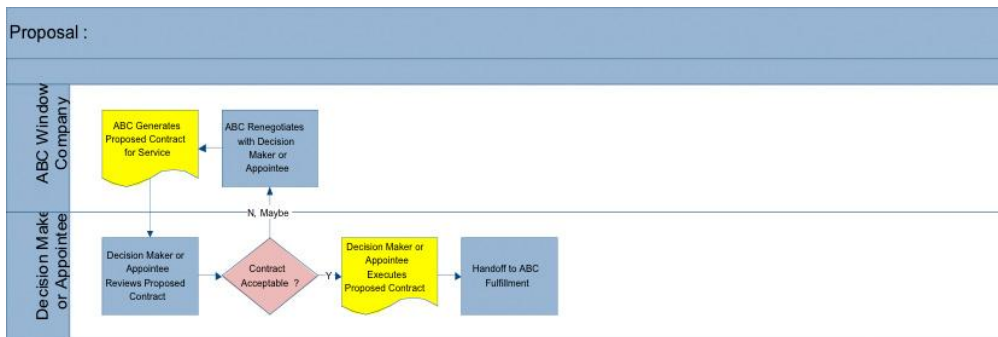 Proposal :
ABC Window
Company
ABC Generates
Proposed Contract
for Service
ABC Renegotiates
with Decision
Maker or
Appointee
N, Maybe
Decision Make
or Appointee
Decision Maker or
Appointee
Reviews Proposed
Contract
Contract
Acceptable ?
Y
Decision Maker or
Appointee
Executes
Proposed Contract
Handoff to ABC
Fulfillment